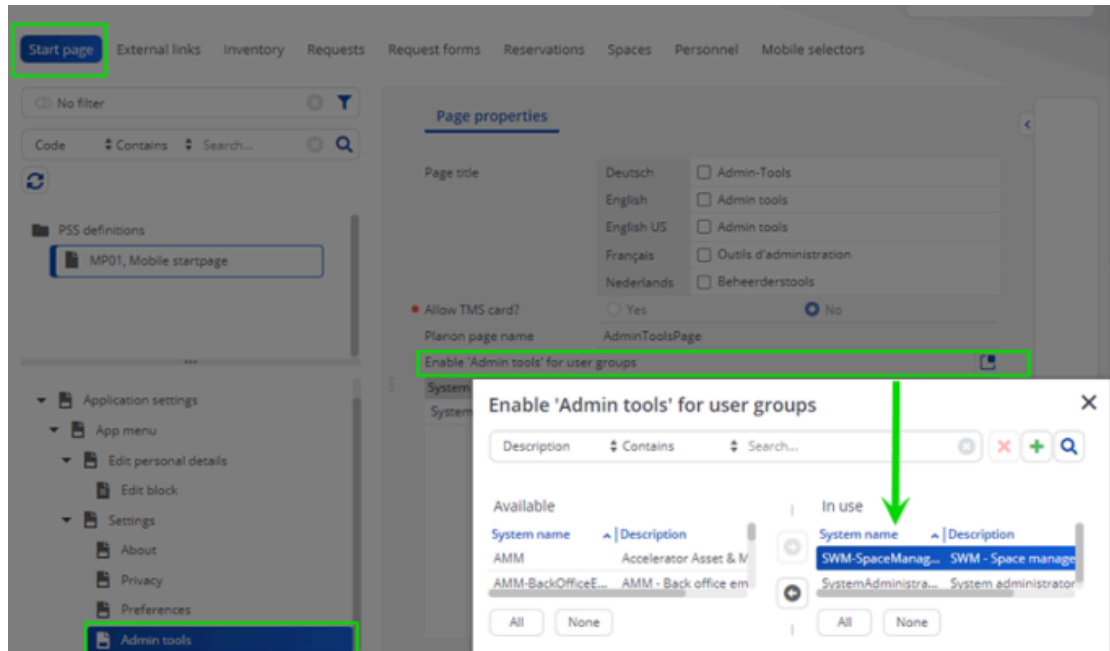 Start page External links Inventory Requests Request forms Reservations Spaces Personnel Mobile selectors
No filter
Code Contains Search...
PSS definitions
MP01, Mobile startpage
Application settings
App menu
Edit personal details
Edit block
Settings
About
Privacy
Preferences
Admin tools
Page properties
Page title Deutsch Admin-Tools
English Admin tools
English US Admin tools
Français Outils d'administration
Nederlands Beheerderstools
Allow TMS card? Yes No
Planon page name AdminToolsPage
Enable 'Admin tools' for user groups
System
System
Enable 'Admin tools' for user groups
Description Contains Search...
Available
System name Description
AMM Accelerator Asset & M
AMM-BackOfficeE... AMM - Back office em
All None
In use
System name Description
SWM-SpaceManag... SWM - Space manage
SystemAdministra... System administrator
All None